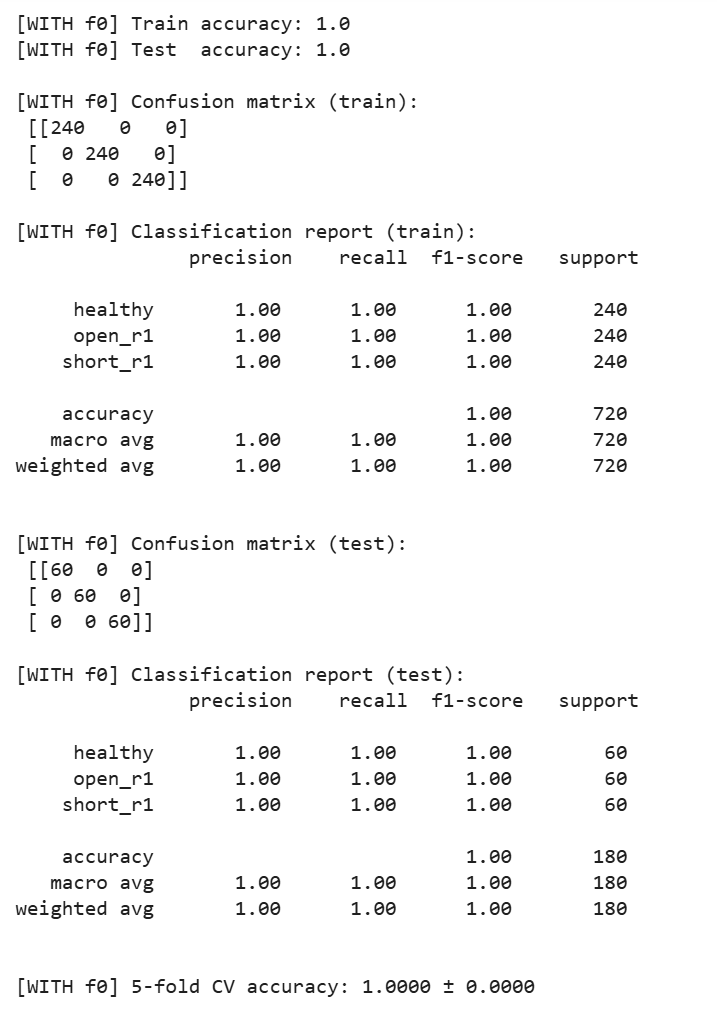 [WITH f0] Train accuracy: 1.0
[WITH f0] Test  accuracy: 1.0

[WITH f0] Confusion matrix (train):
 [[240   0   0]
 [  0 240   0]
 [  0   0 240]]

[WITH f0] Classification report (train):
               precision    recall  f1-score   support

     healthy       1.00      1.00      1.00       240
     open_r1       1.00      1.00      1.00       240
    short_r1       1.00      1.00      1.00       240

    accuracy                           1.00       720
   macro avg       1.00      1.00      1.00       720
weighted avg       1.00      1.00      1.00       720

[WITH f0] Confusion matrix (test):
 [[60  0  0]
 [ 0 60  0]
 [ 0  0 60]]

[WITH f0] Classification report (test):
               precision    recall  f1-score   support

     healthy       1.00      1.00      1.00        60
     open_r1       1.00      1.00      1.00        60
    short_r1       1.00      1.00      1.00        60

    accuracy                           1.00       180
   macro avg       1.00      1.00      1.00       180
weighted avg       1.00      1.00      1.00       180

[WITH f0] 5-fold CV accuracy: 1.0000 ± 0.0000